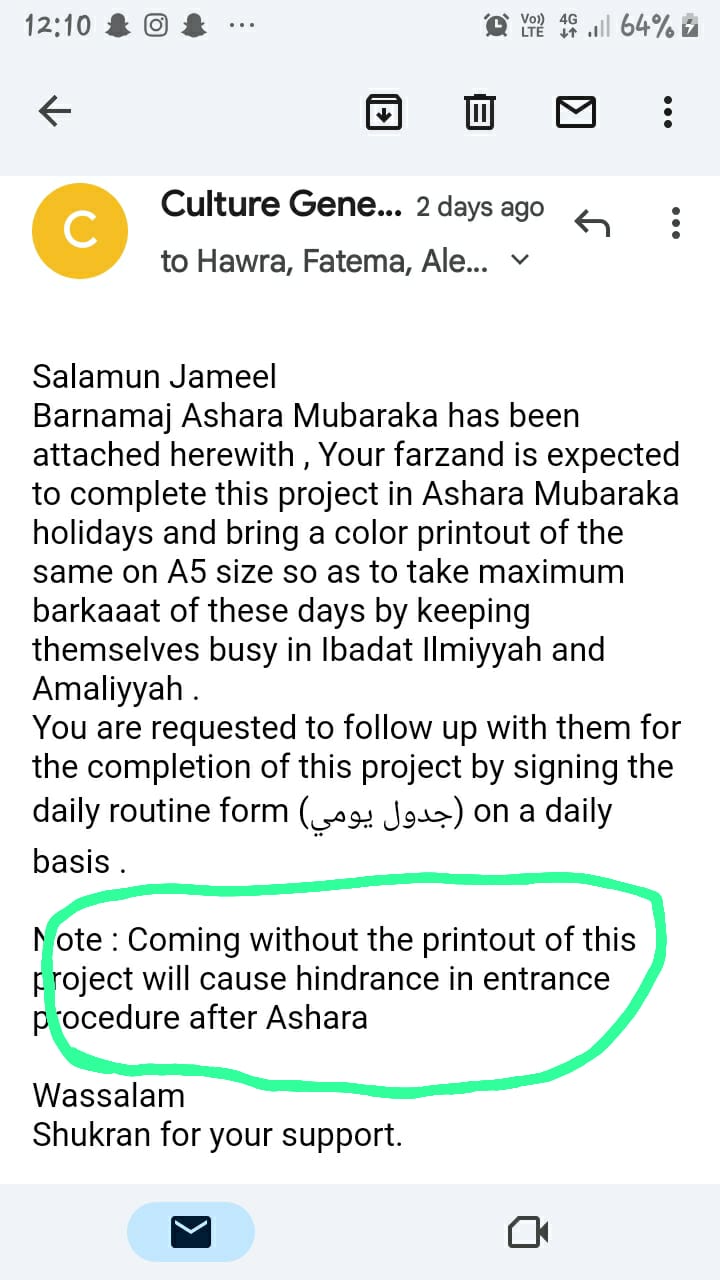 12:10 ... Vo)) LTE 4G 64%
C
Culture Gene... 2 days ago
to Hawra, Fatema, Ale...
Salamun Jameel
Barnamaj Ashara Mubaraka has been
attached herewith , Your farzand is expected
to complete this project in Ashara Mubaraka
holidays and bring a color printout of the
same on A5 size so as to take maximum
barkaaat of these days by keeping
themselves busy in Ibadat Ilmiyyah and
Amaliyyah .
You are requested to follow up with them for
the completion of this project by signing the
daily routine form (جدول يومي) on a daily
basis .
Note : Coming without the printout of this
project will cause hindrance in entrance
procedure after Ashara
Wassalam
Shukran for your support.